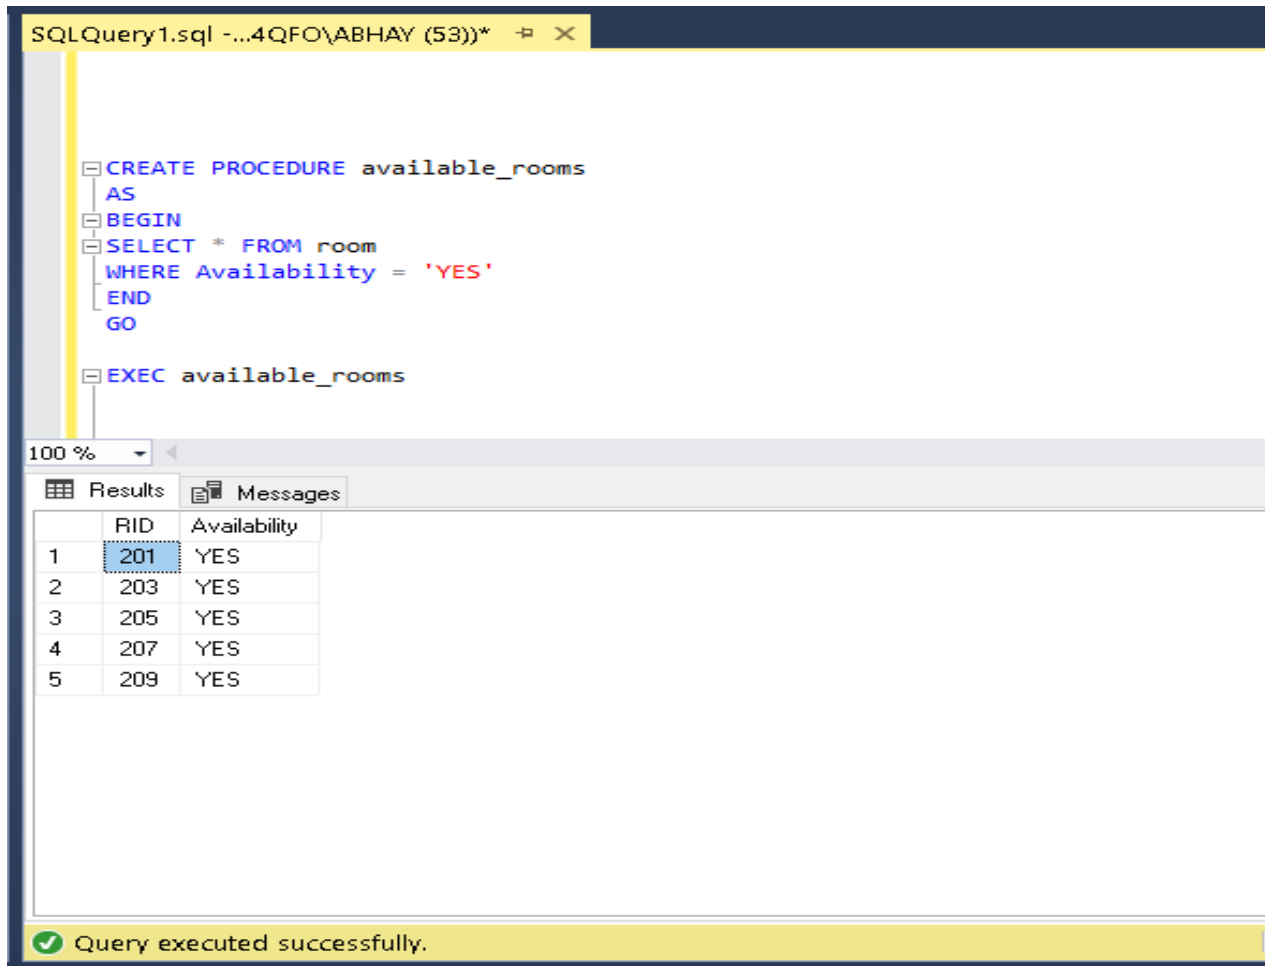 SQLQuery1.sql -...4QFO\ABHAY (53))*
CREATE PROCEDURE available_rooms
AS
BEGIN
SELECT * FROM room
WHERE Availability = 'YES'
END
GO
EXEC available_rooms
100 %
Results Messages
RID Availability
1 201 YES
2 203 YES
3 205 YES
4 207 YES
5 209 YES
Query executed successfully.